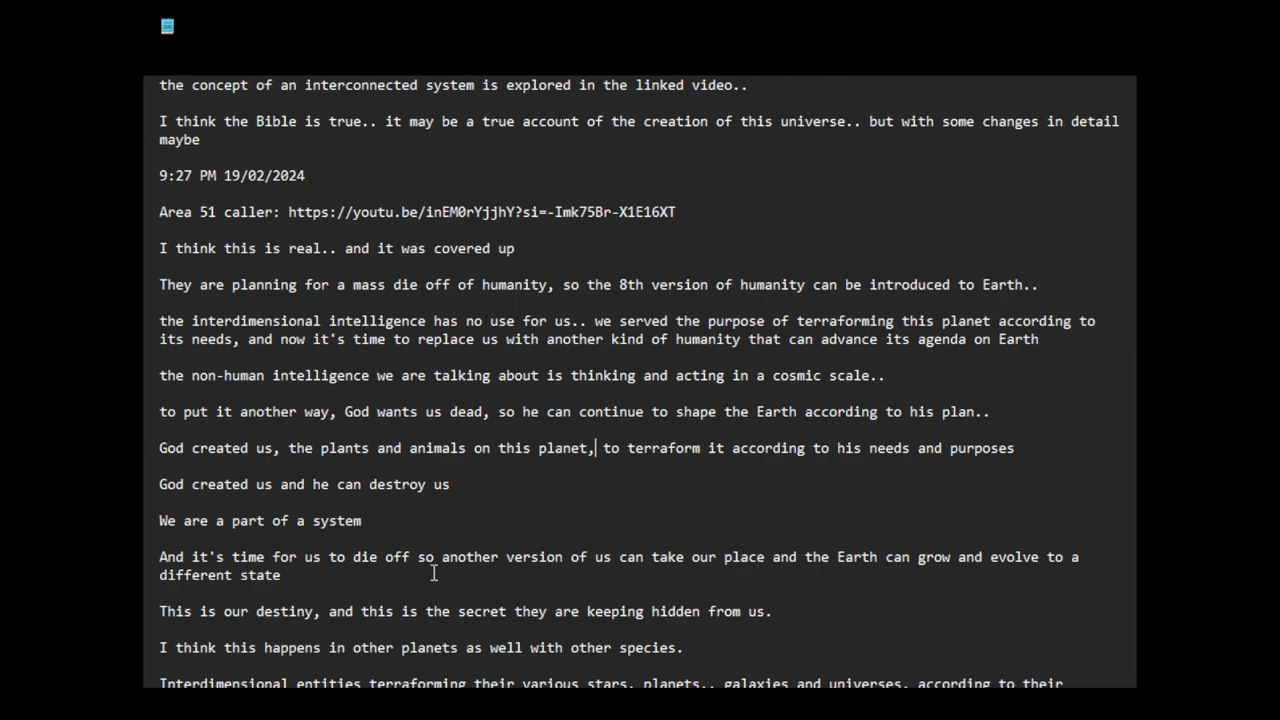 the concept of an interconnected system is explored in the linked video..
I think the Bible is true.. it may be a true account of the creation of this universe.. but with some changes in detail
maybe
9:27 PM 19/02/2024
Area 51 caller: https://youtu.be/inEM0rYjjhY?si=-Imk75Br-X1E16XT
I think this is real.. and it was covered up
They are planning for a mass die off of humanity, so the 8th version of humanity can be introduced to Earth..
the interdimensional intelligence has no use for us.. we served the purpose of terraforming this planet according to
its needs, and now it's time to replace us with another kind of humanity that can advance its agenda on Earth
the non-human intelligence we are talking about is thinking and acting in a cosmic scale..
to put it another way, God wants us dead, so he can continue to shape the Earth according to his plan..
God created us, the plants and animals on this planet, to terraform it according to his needs and purposes
God created us and he can destroy us
We are a part of a system
And it's time for us to die off so another version of us can take our place and the Earth can grow and evolve to a
different state
This is our destiny, and this is the secret they are keeping hidden from us.
I think this happens in other planets as well with other species.
Interdimensional entities terraforming their various stars, planets.. galaxies and universes, according to their